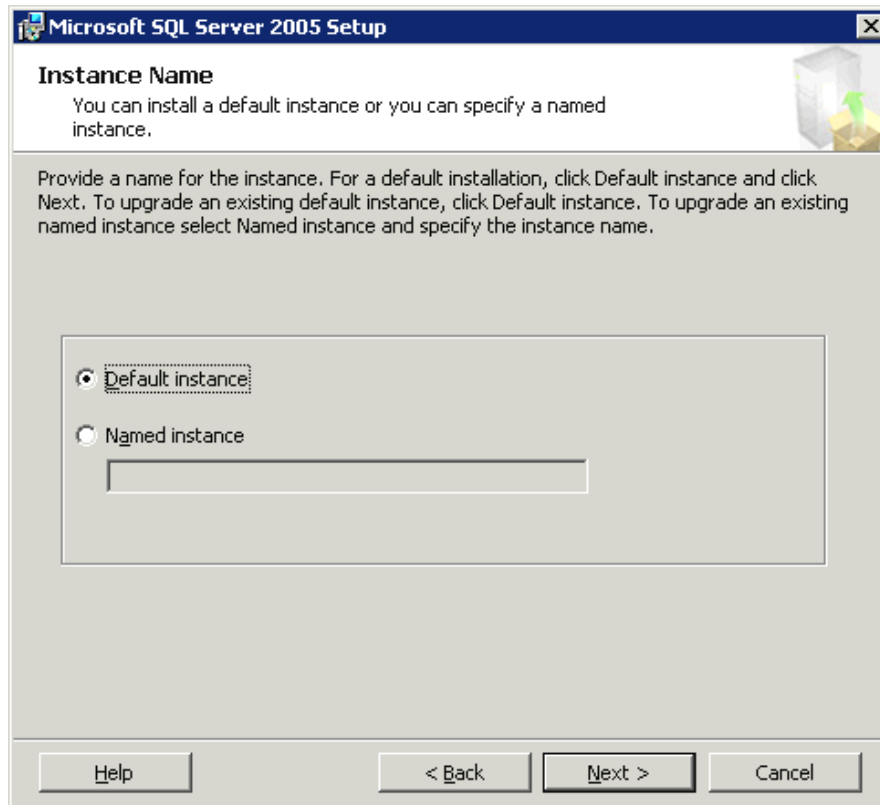 Microsoft SQL Server 2005 Setup
Instance Name
You can install a default instance or you can specify a named
instance.
Provide a name for the instance. For a default installation, click Default instance and click
Next. To upgrade an existing default instance, click Default instance. To upgrade an existing
named instance select Named instance and specify the instance name.
Default instance
Named instance
Help
< Back
Next >
Cancel